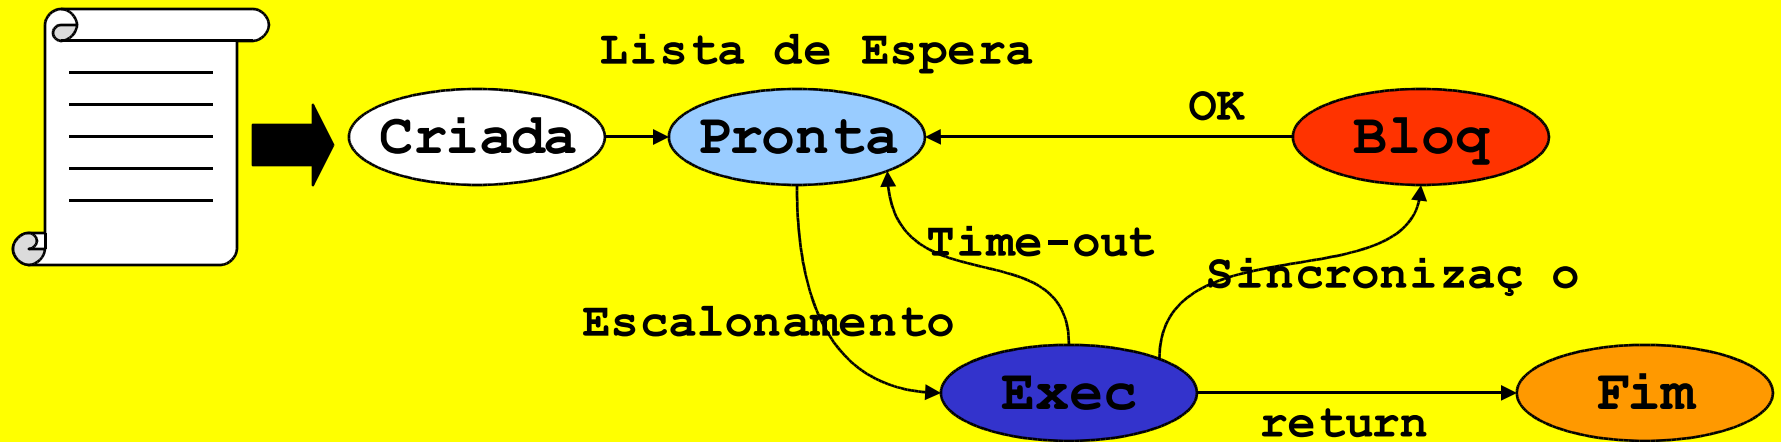 Lista de Espera
OK
Criada
Pronta
Bloq
Time-out
Sincronizaç o
Escalonamento
Exec
Fim
return